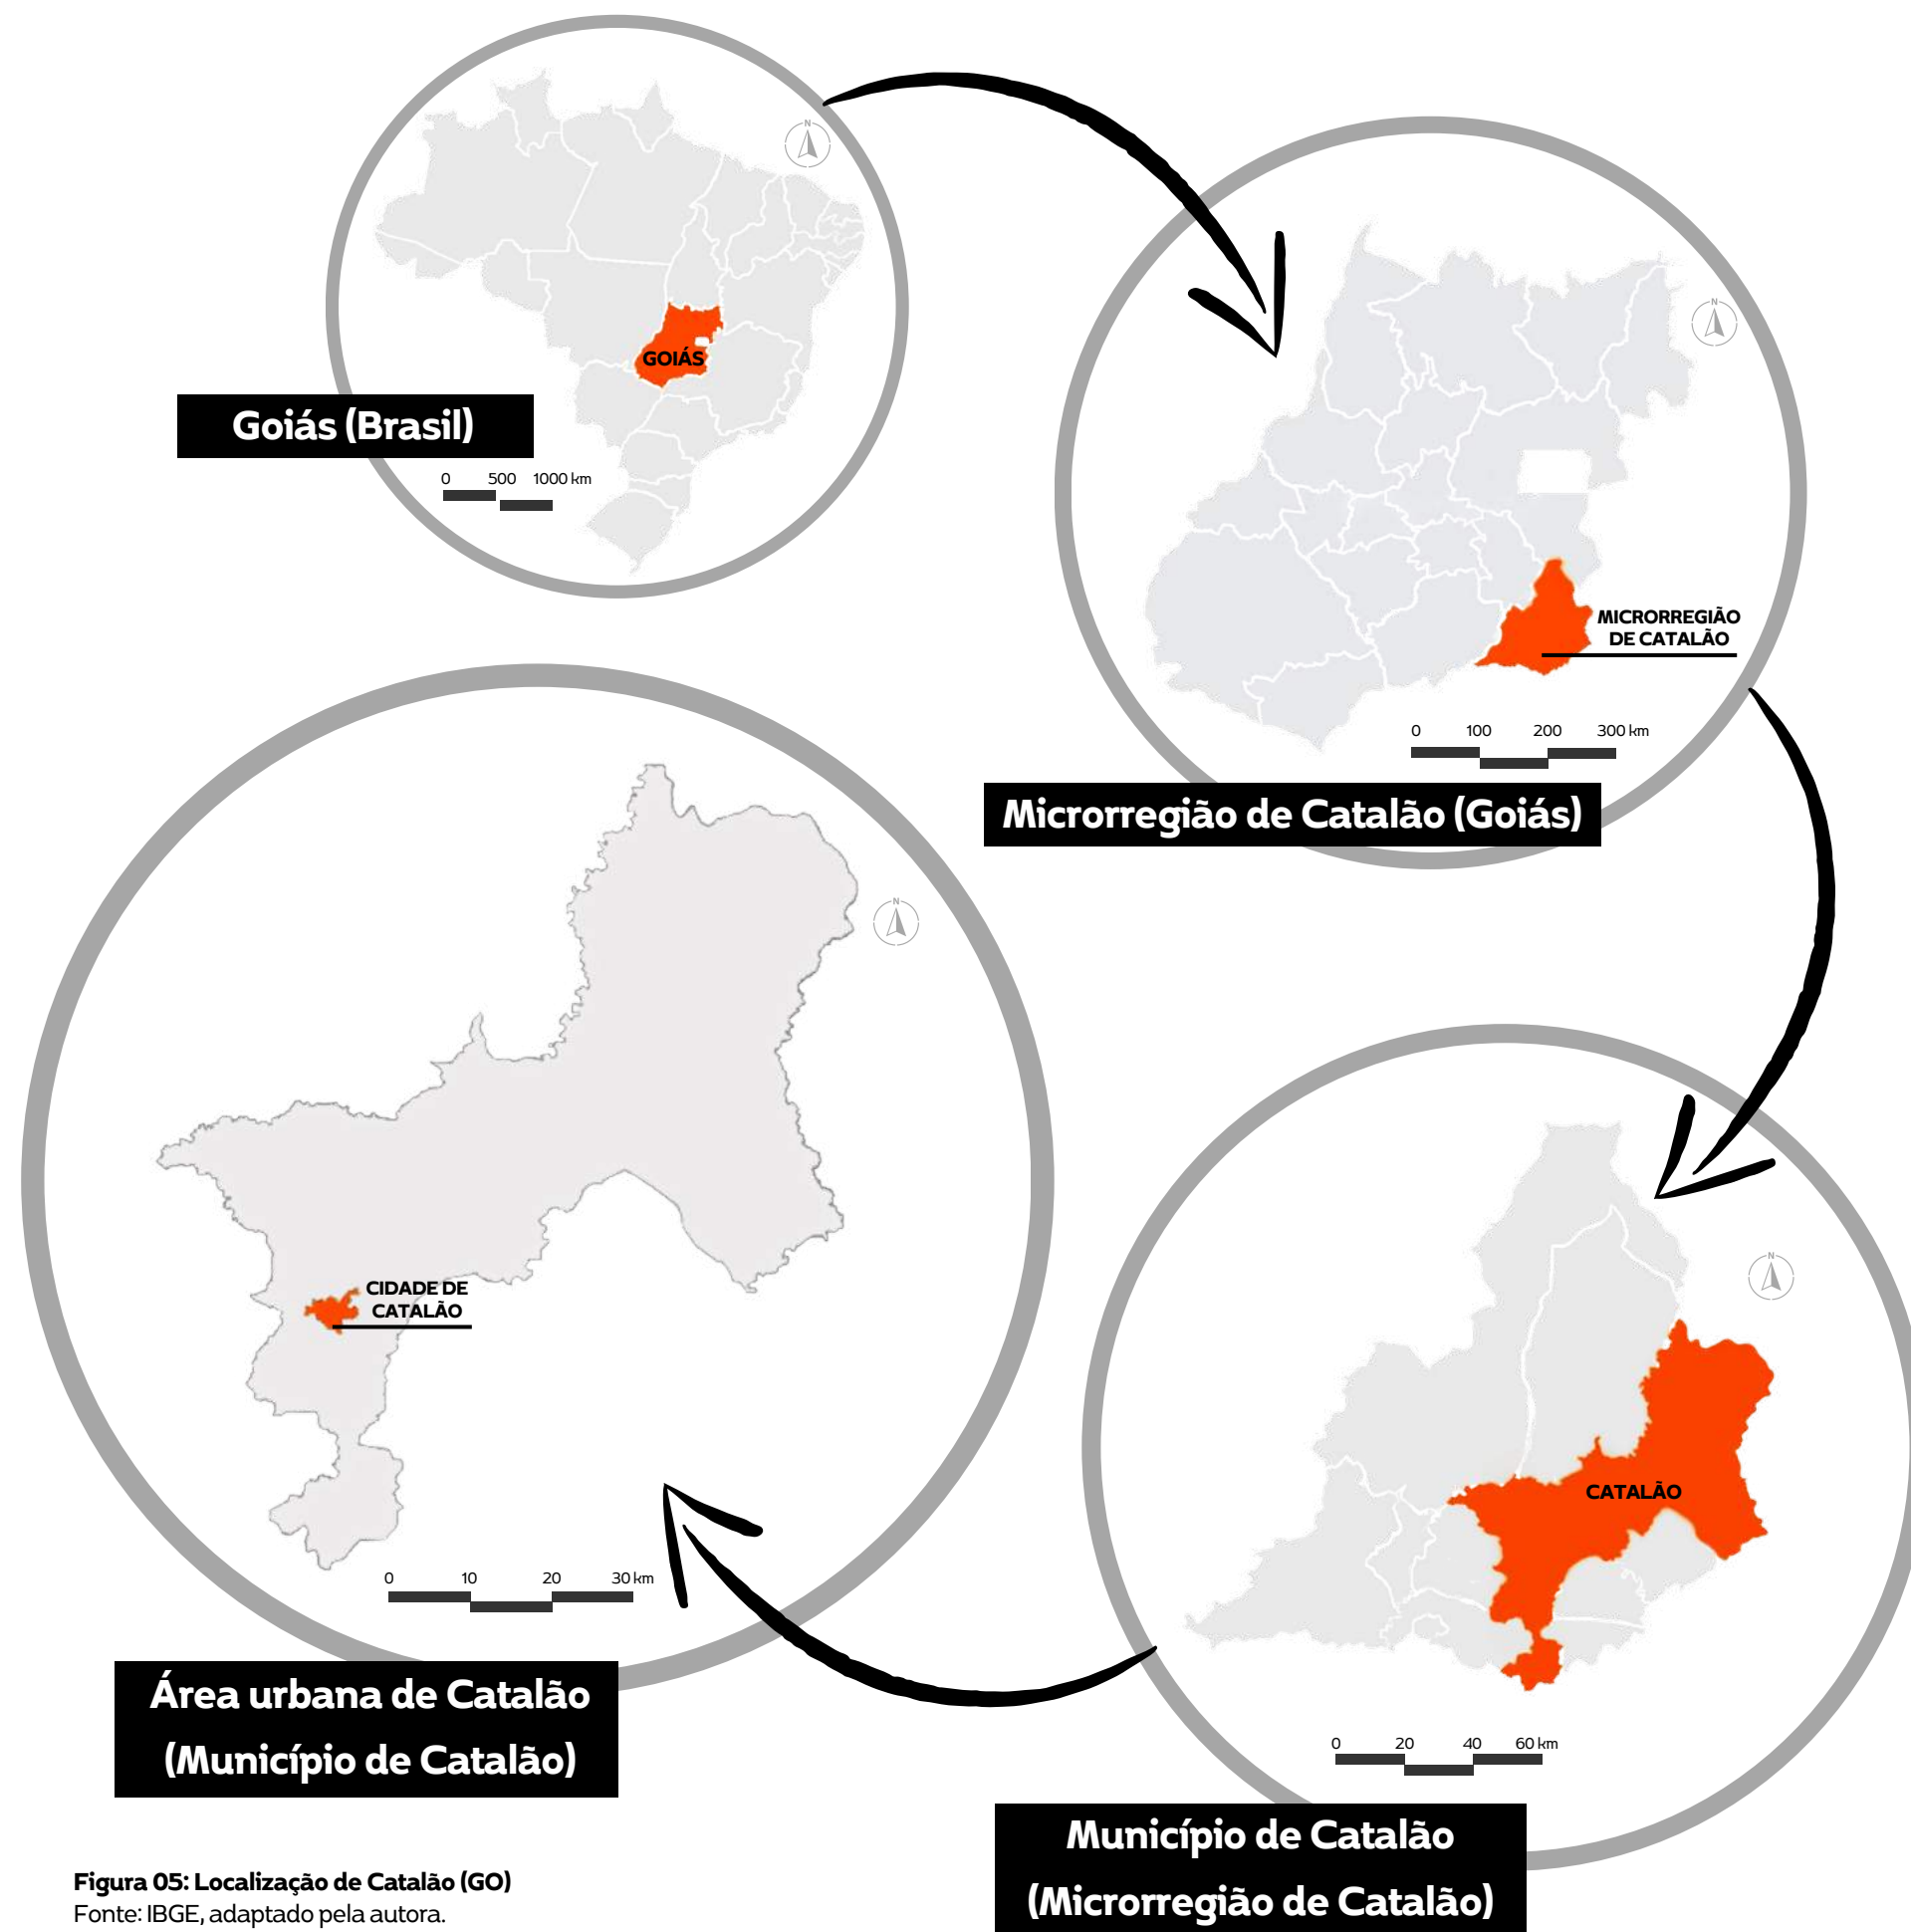 N
GOIÁS
Goiás (Brasil)
0 500 1000 km
N
MICRORREGIÃO
DE CATALÃO
0 100 200 300 km
Microrregião de Catalão (Goiás)
N
CATALÃO
0 20 40 60 km
Município de Catalão
(Microrregião de Catalão)
N
CIDADE DE
CATALÃO
0 10 20 30 km
Área urbana de Catalão
(Município de Catalão)
Figura 05: Localização de Catalão (GO)
Fonte: IBGE, adaptado pela autora.